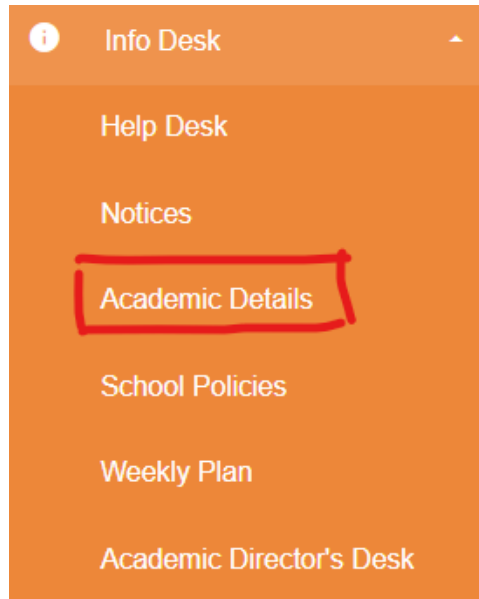 Info Desk
Help Desk
Notices
Academic Details
School Policies
Weekly Plan
Academic Director's Desk